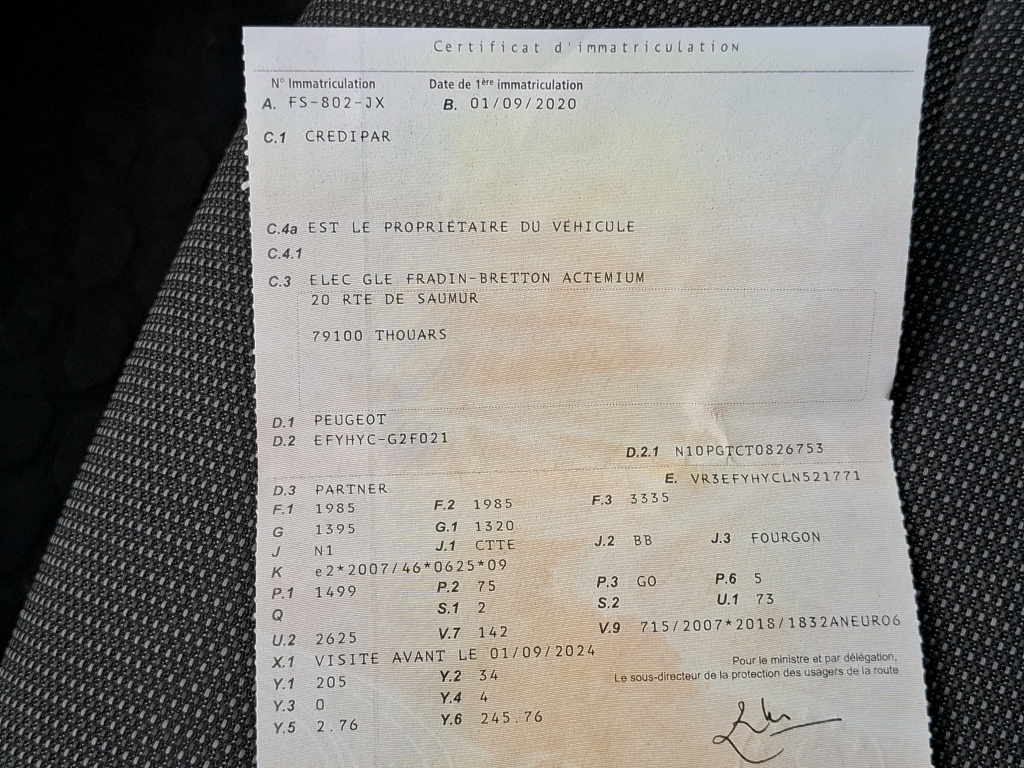 Certificat d'immatriculation
N° Immatriculation Date de 1ère immatriculation
A. FS-802-JX B. 01/09/2020
C.1 CREDIPAR
C.4a EST LE PROPRIÉTAIRE DU VÉHICULE
C.4.1
C.3 ELEC GLE FRADIN-BRETTON ACTEMIUM
20 RTE DE SAUMUR
79100 THOUARS
D.1 PEUGEOT
D.2 EFYHYC-G2F021
D.2.1 N10PGTCT0826753
E. VR3EFYHYCLN521771
D.3 PARTNER
F.1 1985 F.2 1985 F.3 3335
G 1395 G.1 1320
J N1 J.1 CTTE J.2 BB J.3 FOURGON
K e2*2007/46*0625*09
P.1 1499 P.2 75 P.3 GO P.6 5
Q S.1 2 S.2 U.1 73
U.2 2625 V.7 142 V.9 715/2007*2018/1832ANEURO6
X.1 VISITE AVANT LE 01/09/2024
Pour le ministre et par délégation,
Y.1 205 Y.2 34 Le sous-directeur de la protection des usagers de la route
Y.3 0 Y.4 4
Y.5 2.76 Y.6 245.76